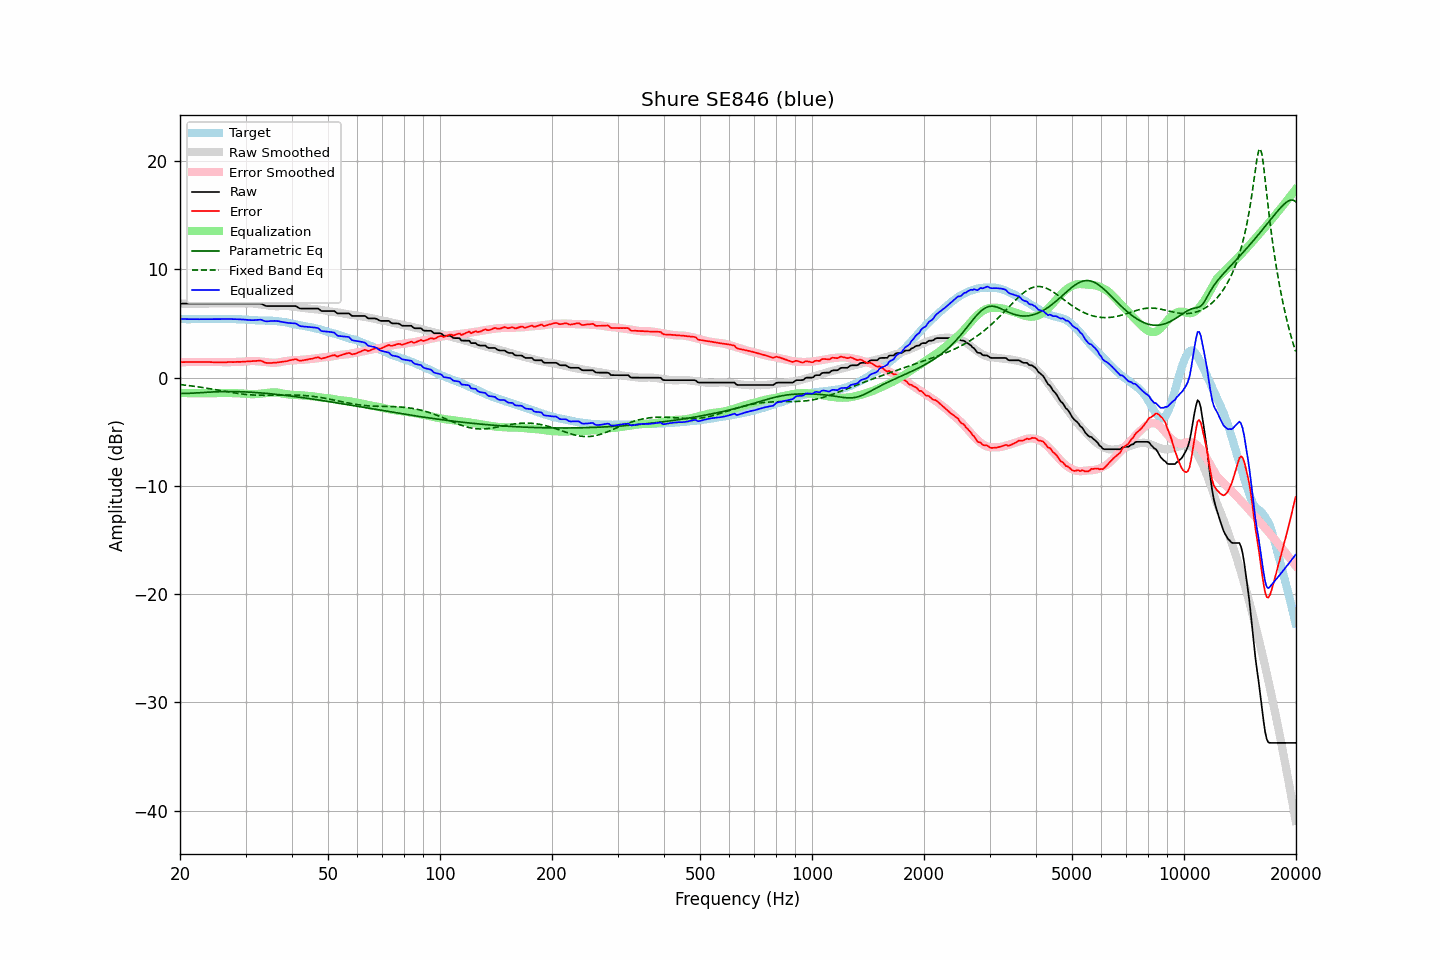 Shure SE846 (blue)
Target
Raw Smoothed
Error Smoothed
Raw
Error
Equalization
Parametric Eq
Fixed Band Eq
Equalized
Amplitude (dBr)
20
10
0
−10
−20
−30
−40
20 50 100 200 500 1000 2000 5000 10000 20000
Frequency (Hz)